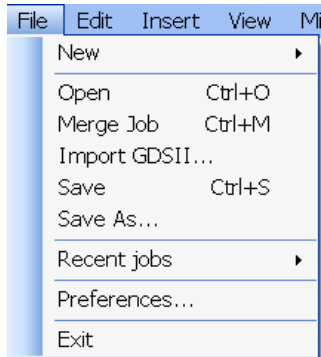 File Edit Insert View
New
Open Ctrl+O
Merge Job Ctrl+M
Import GDSII...
Save Ctrl+S
Save As...
Recent jobs
Preferences...
Exit